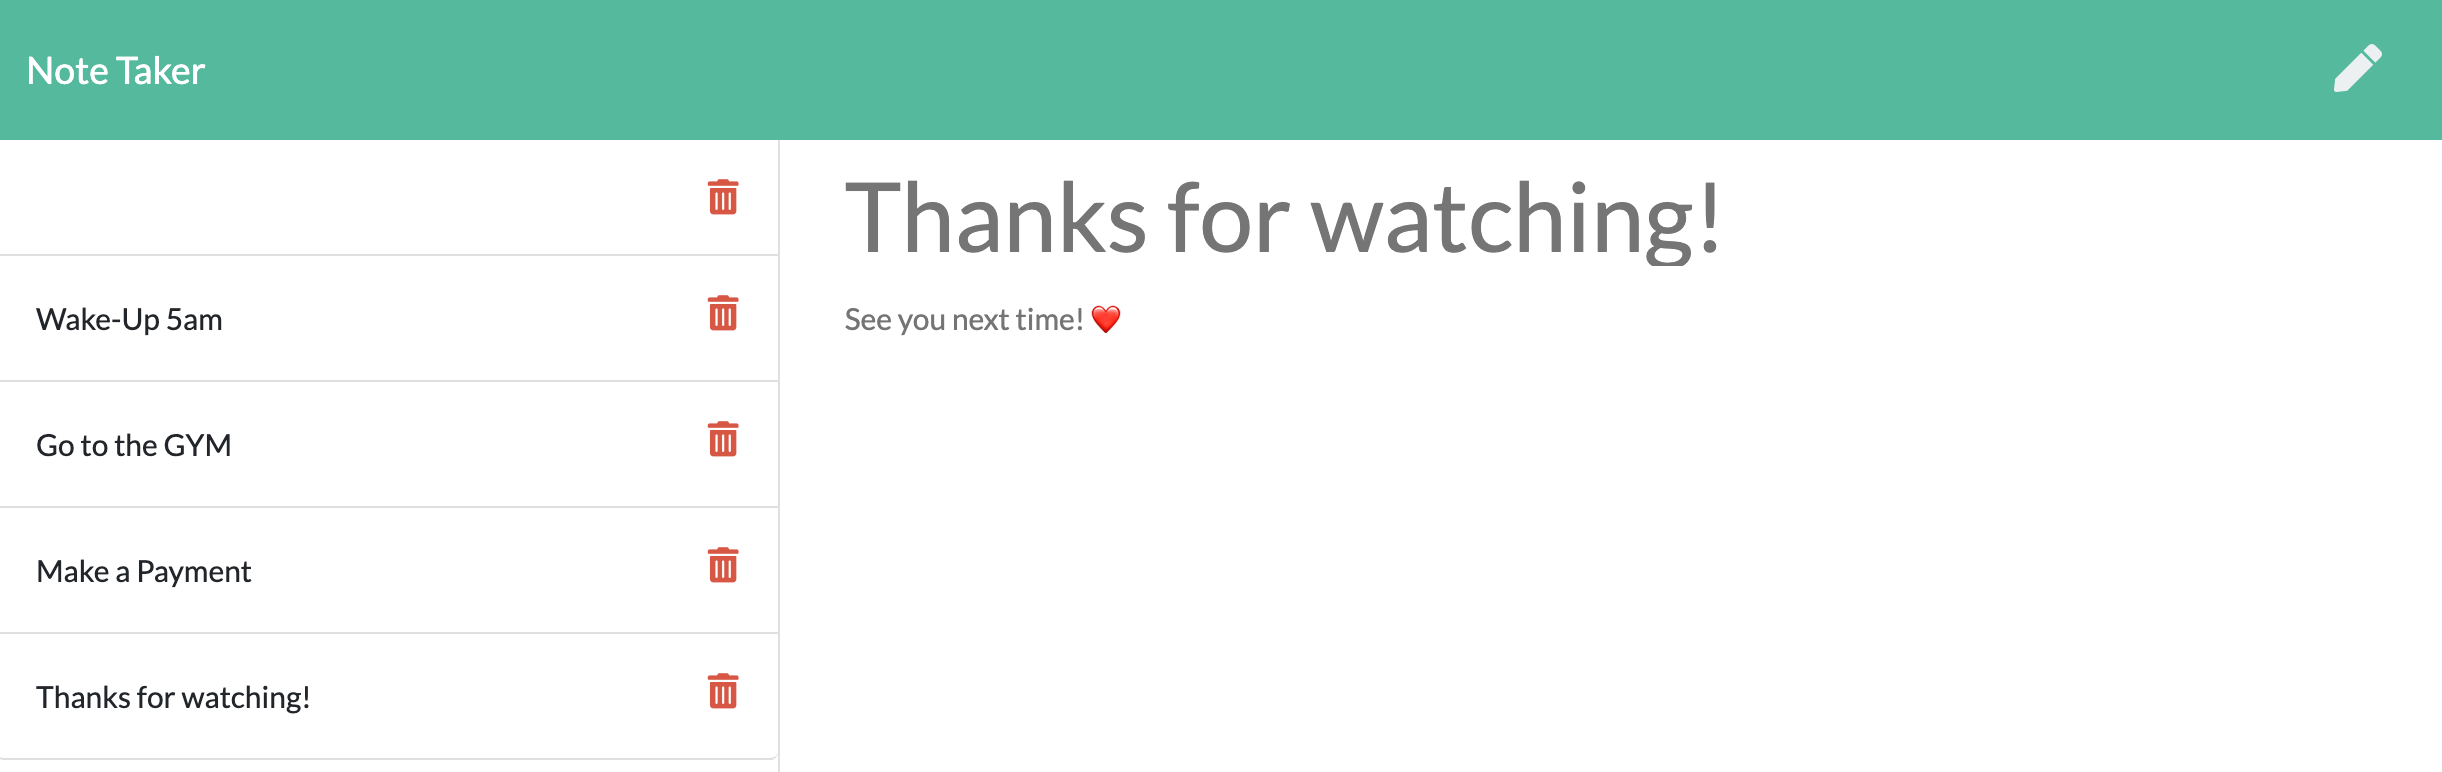 Note Taker
Wake-Up 5am
Go to the GYM
Make a Payment
Thanks for watching!
Thanks for watching!
See you next time! ❤️